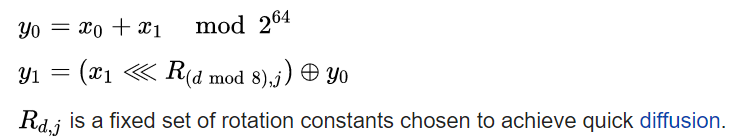 y₀ = x₀ + x₁ mod 2⁶⁴
y₁ = (x₁ ⋘ R₍d mod 8₎,ⱼ) ⊕ y₀
R_{d,j} is a fixed set of rotation constants chosen to achieve quick diffusion.